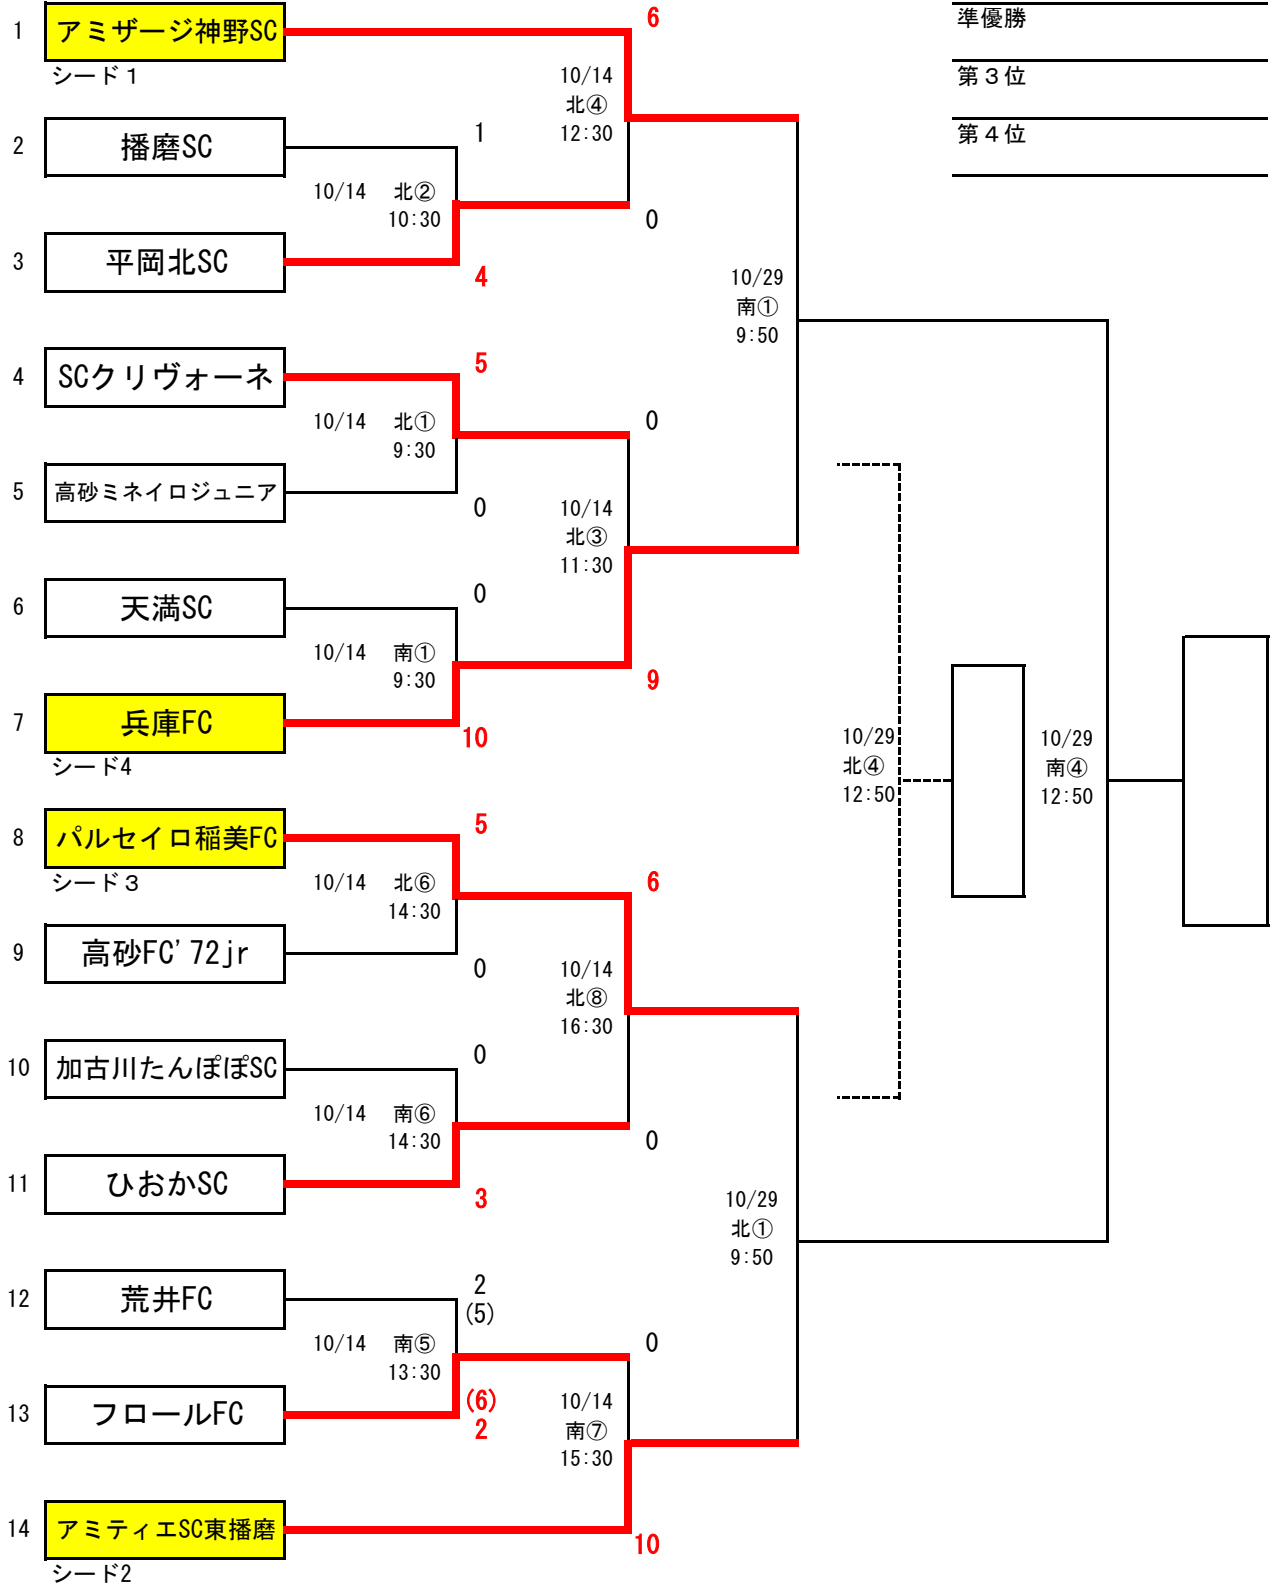 1
アミザージ神野SC
シード１
6
準優勝
第３位
第４位
10/14
北④
12:30
2
播磨SC
1
10/14 北②
10:30
0
3
平岡北SC
4
10/29
南①
9:50
4
SCクリヴォーネ
5
10/14 北①
9:30
0
5
高砂ミネイロジュニア
0
10/14
北③
11:30
6
天満SC
0
10/14 南①
9:30
9
7
兵庫FC
シード4
10
10/29
北④
12:50
10/29
南④
12:50
8
パルセイロ稲美FC
シード３
5
10/14 北⑥
14:30
6
9
高砂FC'72jr
0
10/14
北⑧
16:30
10
加古川たんぽぽSC
0
10/14 南⑥
14:30
0
11
ひおかSC
3
10/29
北①
9:50
12
荒井FC
2
(5)
10/14 南⑤
13:30
0
13
フロールFC
(6)
2
10/14
南⑦
15:30
14
アミティエSC東播磨
シード2
10